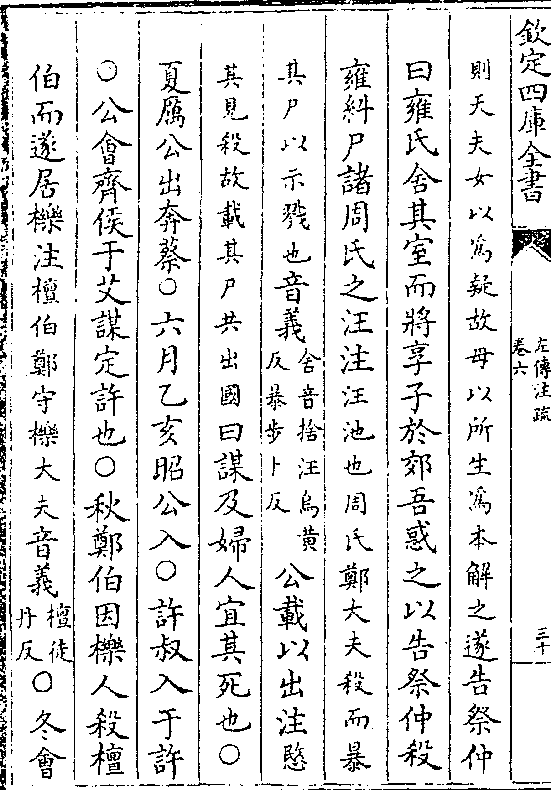 欽定四庫全書
左傳注疏
卷六
三十
則天夫女以爲疑故母以所生爲本解之遂告祭仲
曰雍氏舍其室而將享子於郊吾惑之以告祭仲殺
雍糾尸諸周氏之汪注汪池也周氏鄭大夫殺而暴
其尸以示戮也音義舍音捨汪烏黃反暴步卜反公載以出注愍
其見殺故載其尸共出國曰謀及婦人宜其死也○
夏厲公出奔蔡○六月乙亥昭公入○許叔入于許
○公會齊侯于艾謀定許也○秋鄭伯因櫟人殺檀
伯而遂居櫟注檀伯鄭守櫟大夫音義檀徒丹反○冬會